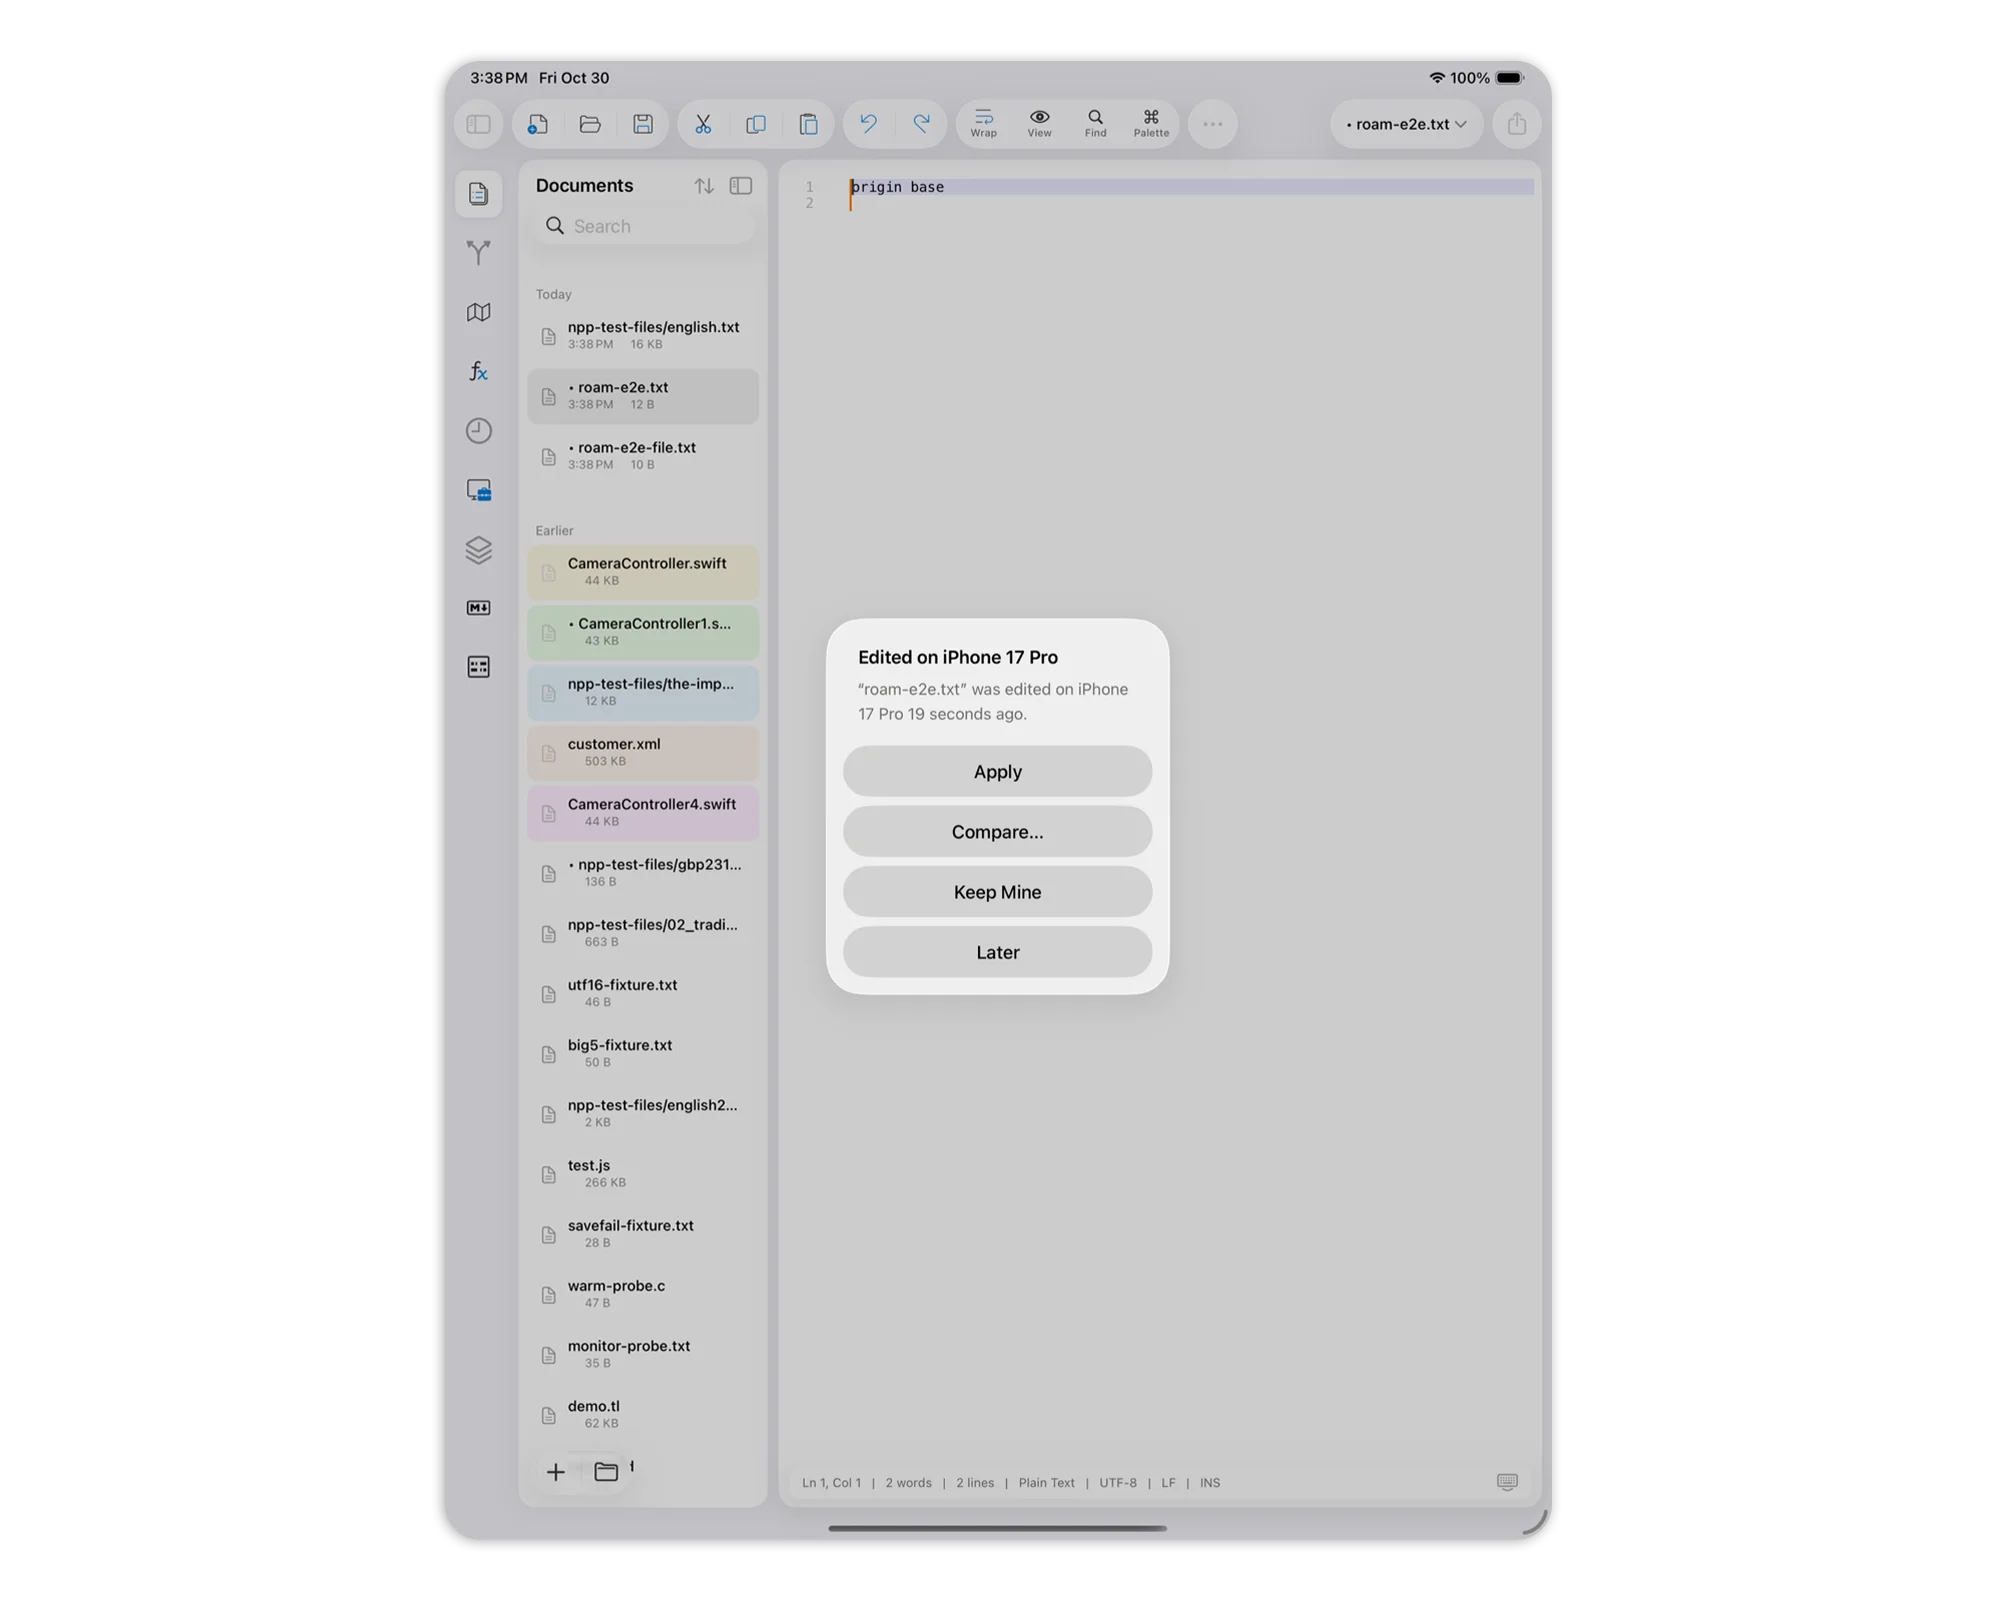 3:38 PM Fri Oct 30
100%
Wrap
View
Find
Palette
• roam-e2e.txt
Documents
Search
Today
npp-test-files/english.txt
3:38 PM 16 KB
• roam-e2e.txt
3:38 PM 12 B
• roam-e2e-file.txt
3:38 PM 10 B
Earlier
CameraController.swift
44 KB
• CameraController1.s...
43 KB
npp-test-files/the-imp...
12 KB
customer.xml
503 KB
CameraController4.swift
44 KB
• npp-test-files/gbp231...
136 B
npp-test-files/02_tradi...
663 B
utf16-fixture.txt
46 B
big5-fixture.txt
50 B
npp-test-files/english2...
2 KB
test.js
266 KB
savefail-fixture.txt
28 B
warm-probe.c
47 B
monitor-probe.txt
35 B
demo.tl
62 KB
1 origin base
2
Edited on iPhone 17 Pro
“roam-e2e.txt” was edited on iPhone
17 Pro 19 seconds ago.
Apply
Compare...
Keep Mine
Later
Ln 1, Col 1 | 2 words | 2 lines | Plain Text | UTF-8 | LF | INS